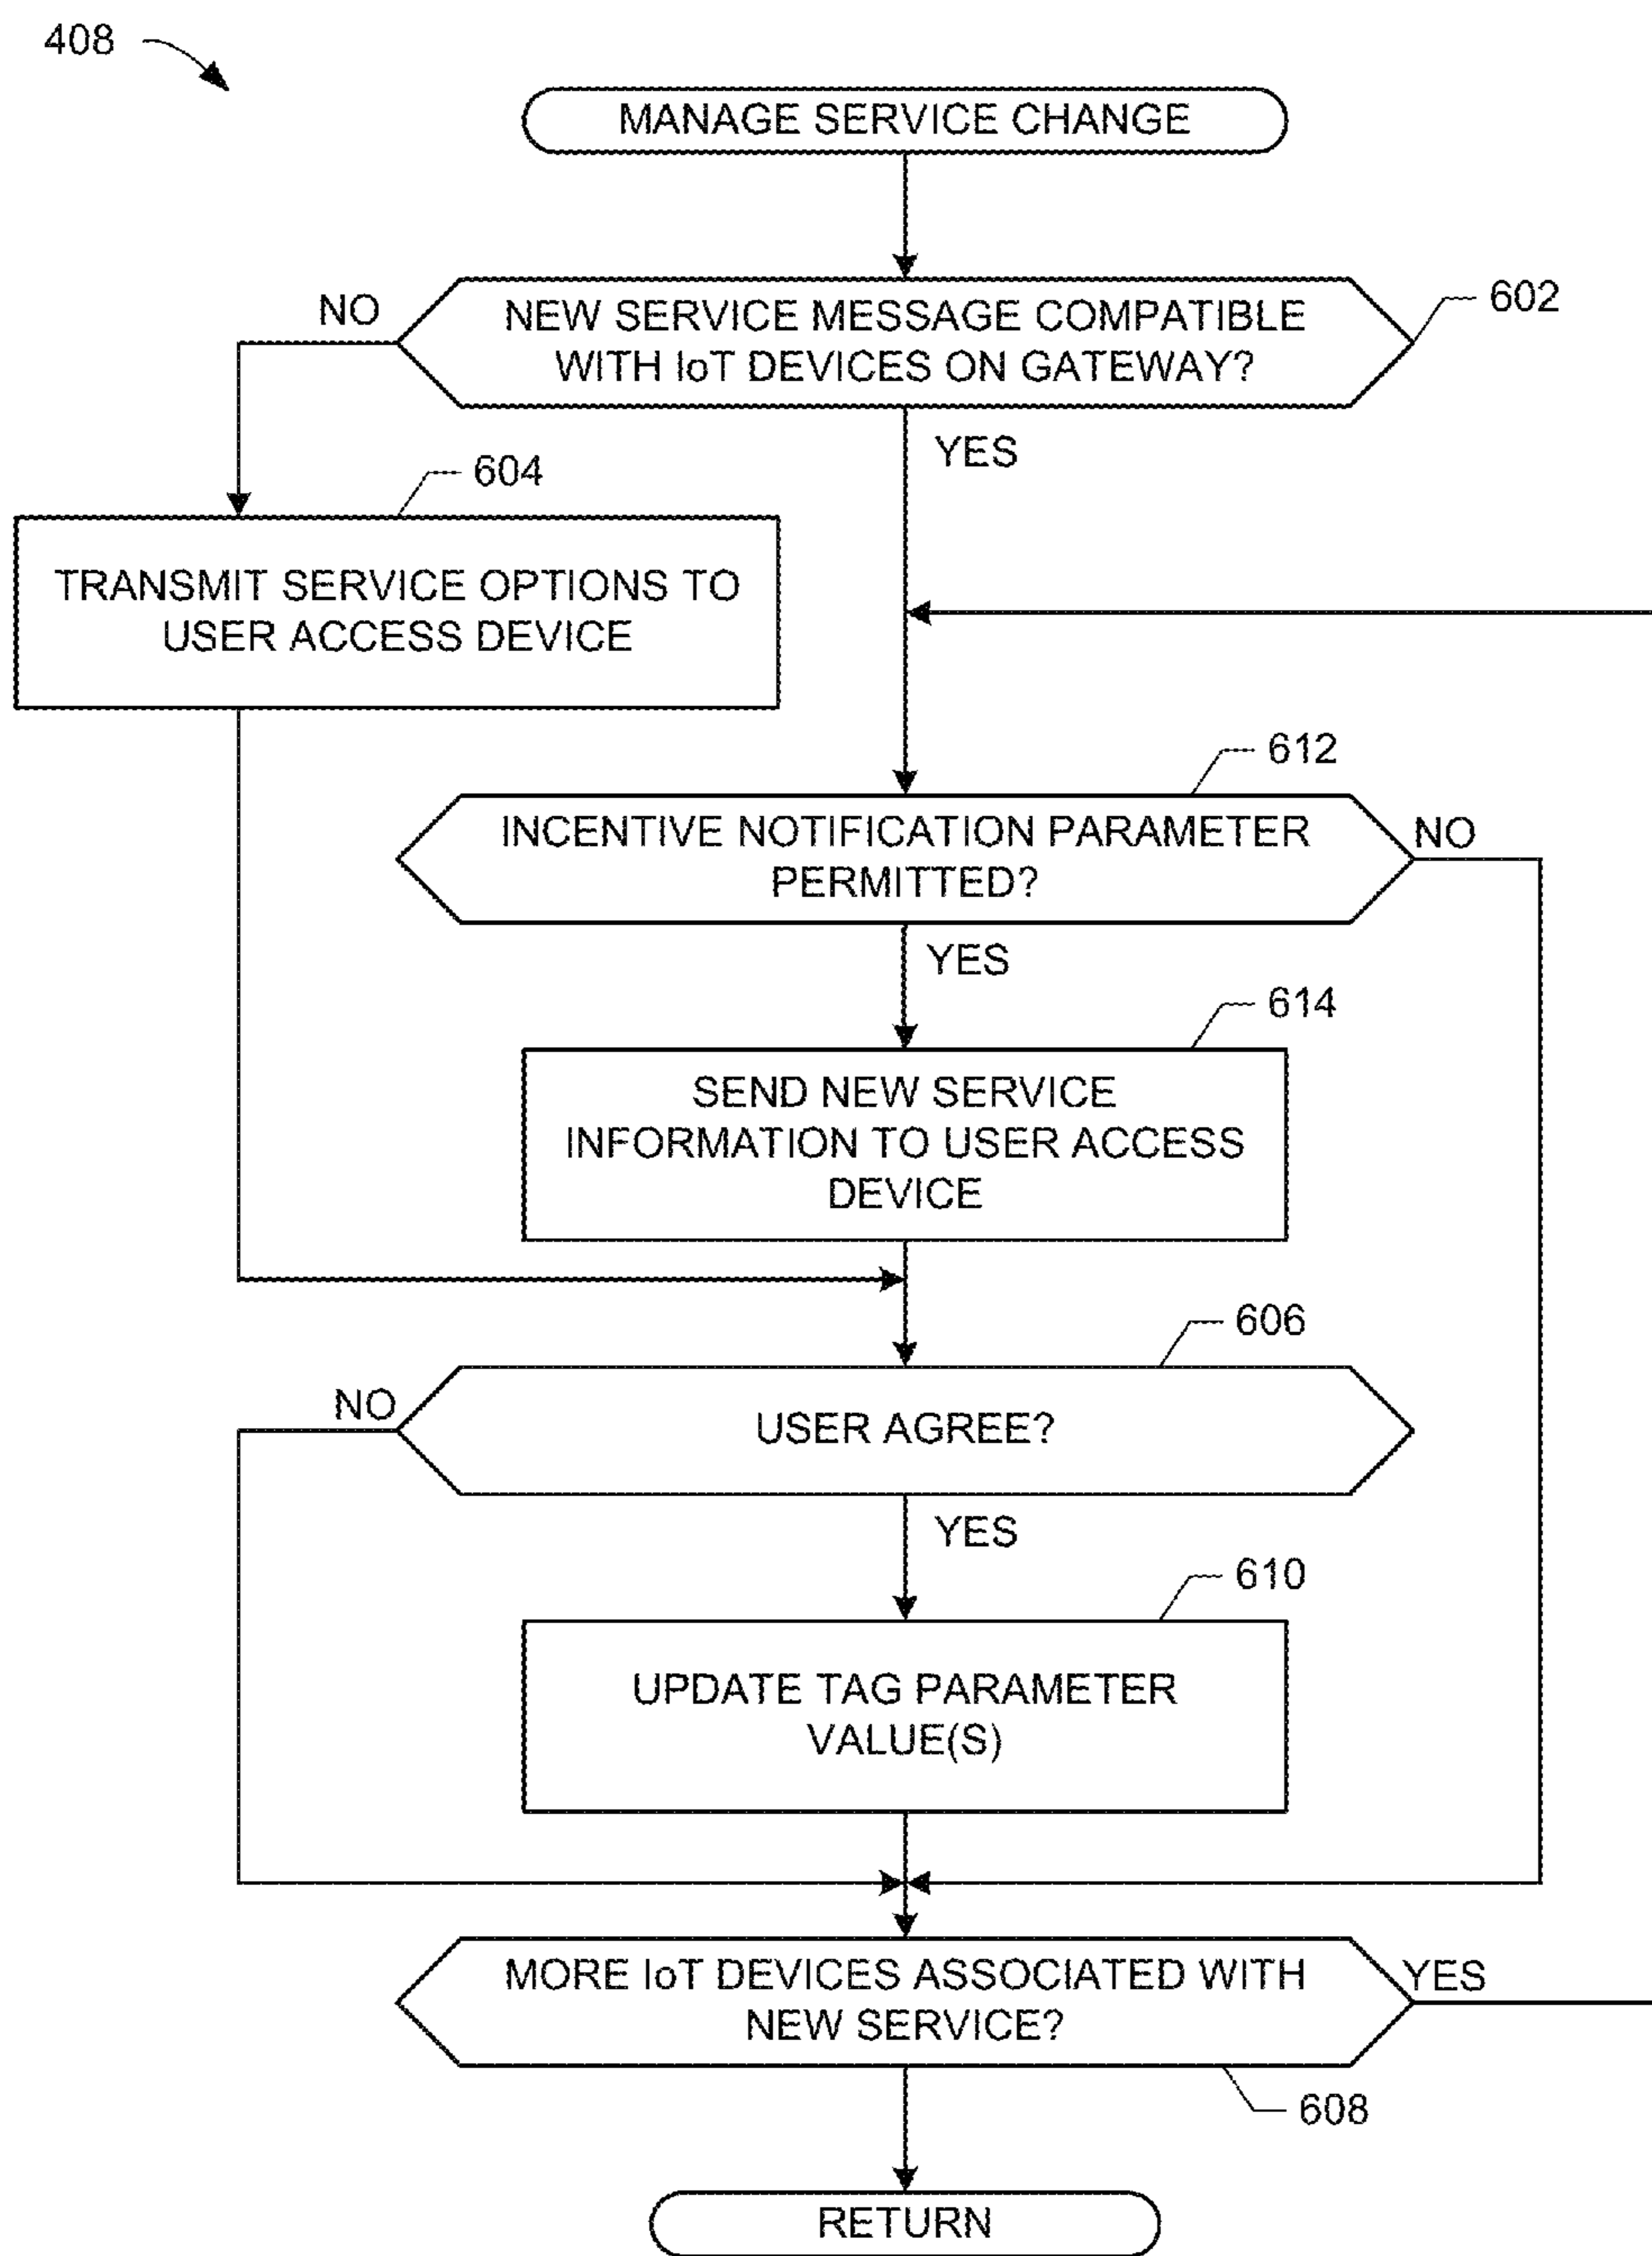 408
MANAGE SERVICE CHANGE
NO
NEW SERVICE MESSAGE COMPATIBLE
WITH IoT DEVICES ON GATEWAY?
602
YES
604
TRANSMIT SERVICE OPTIONS TO
USER ACCESS DEVICE
612
INCENTIVE NOTIFICATION PARAMETER
PERMITTED?
NO
YES
614
SEND NEW SERVICE
INFORMATION TO USER ACCESS
DEVICE
606
NO
USER AGREE?
YES
610
UPDATE TAG PARAMETER
VALUE(S)
MORE IoT DEVICES ASSOCIATED WITH
NEW SERVICE?
YES
608
RETURN